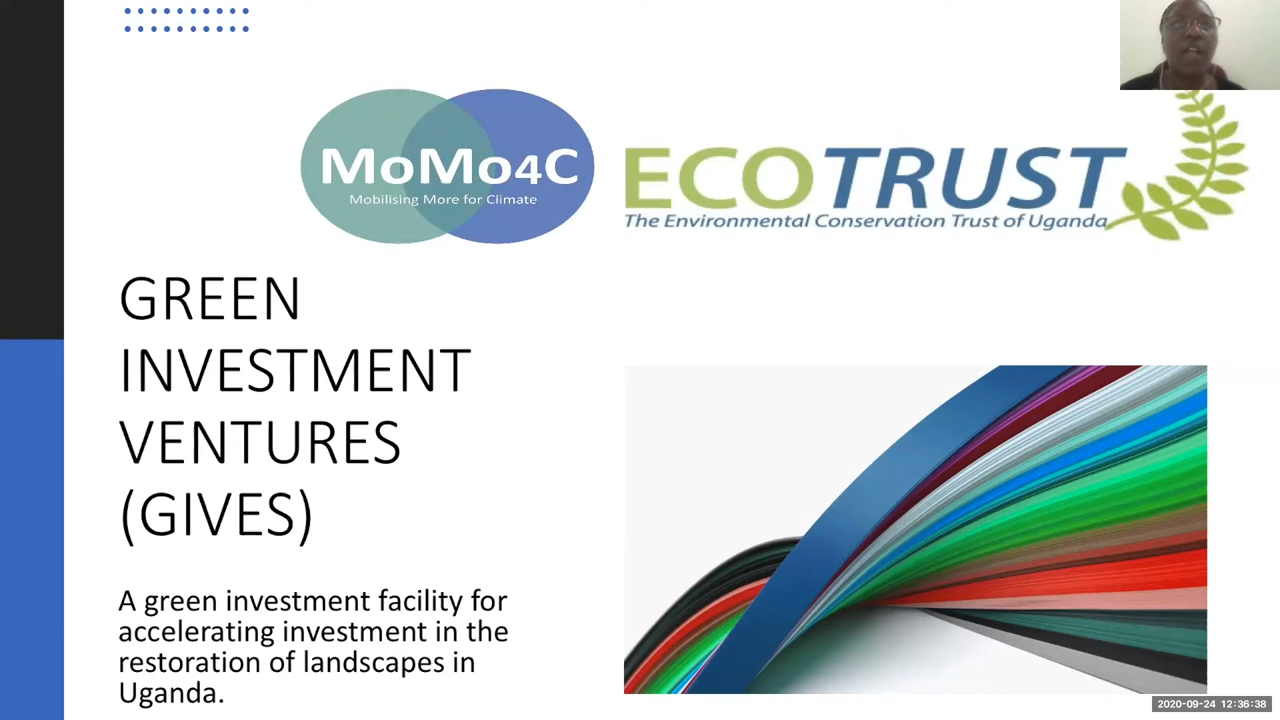 MoMo4C
Mobilising More for Climate
ECOTRUST
The Environmental Conservation Trust of Uganda
GREEN
INVESTMENT
VENTURES
(GIVES)
A green investment facility for
accelerating investment in the
restoration of landscapes in
Uganda.
2020-09-24 12:36:38